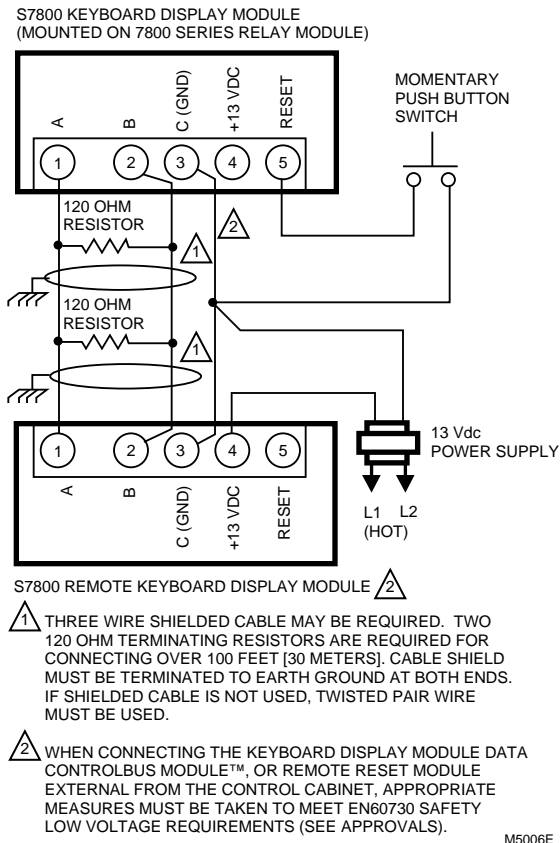 S7800 KEYBOARD DISPLAY MODULE
(MOUNTED ON 7800 SERIES RELAY MODULE)
MOMENTARY
PUSH BUTTON
SWITCH
A
B
C (GND)
+13 VDC
RESET
1
2
3
4
5
120 OHM
RESISTOR
1
2
120 OHM
RESISTOR
1
1
2
3
4
5
A
B
C (GND)
+13 VDC
RESET
13 Vdc
POWER SUPPLY
L1
(HOT)
L2
S7800 REMOTE KEYBOARD DISPLAY MODULE 2
1 THREE WIRE SHIELDED CABLE MAY BE REQUIRED. TWO
120 OHM TERMINATING RESISTORS ARE REQUIRED FOR
CONNECTING OVER 100 FEET [30 METERS]. CABLE SHIELD
MUST BE TERMINATED TO EARTH GROUND AT BOTH ENDS.
IF SHIELDED CABLE IS NOT USED, TWISTED PAIR WIRE
MUST BE USED.
2 WHEN CONNECTING THE KEYBOARD DISPLAY MODULE DATA
CONTROLBUS MODULE™, OR REMOTE RESET MODULE
EXTERNAL FROM THE CONTROL CABINET, APPROPRIATE
MEASURES MUST BE TAKEN TO MEET EN60730 SAFETY
LOW VOLTAGE REQUIREMENTS (SEE APPROVALS).
M5006E